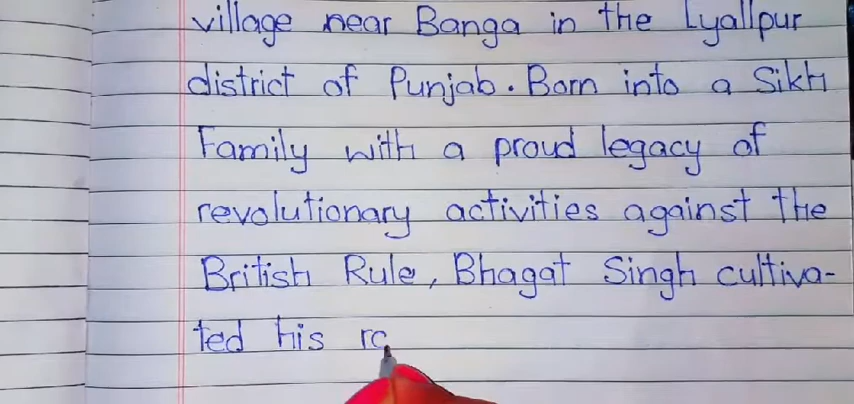 village near Banga in the Lyallpur
district of Punjab. Born into a Sikh
Family with a proud legacy of
revolutionary activities against the
British Rule, Bhagat Singh cultiva-
ted his